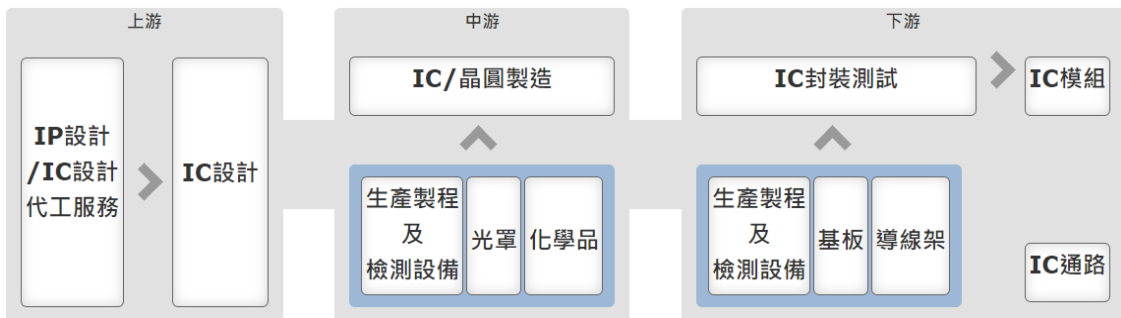 上游
IP設計
/IC設計
代工服務
IC設計
中游
IC/晶圓製造
生產製程
及
檢測設備
光罩
化學品
下游
IC封裝測試
IC模組
生產製程
及
檢測設備
基板
導線架
IC通路